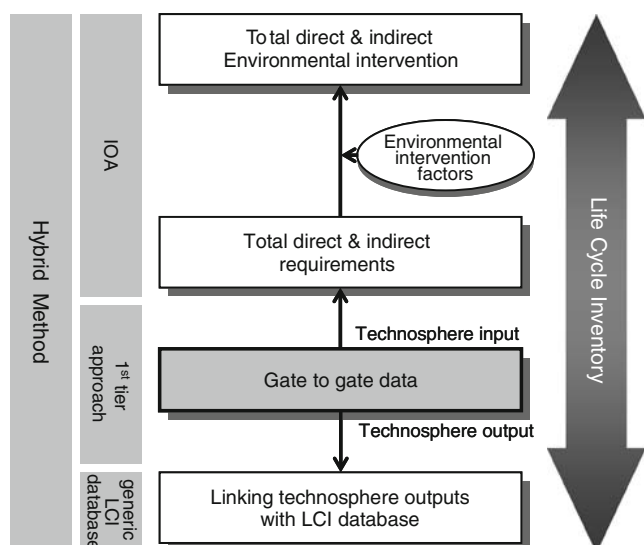 Hybrid Method
IOA
1st tier
approach
generic
LCI
database
Total direct & indirect
Environmental intervention
Environmental
intervention
factors
Total direct & indirect
requirements
Technosphere input
Gate to gate data
Technosphere output
Linking technosphere outputs
with LCI database
Life Cycle Inventory